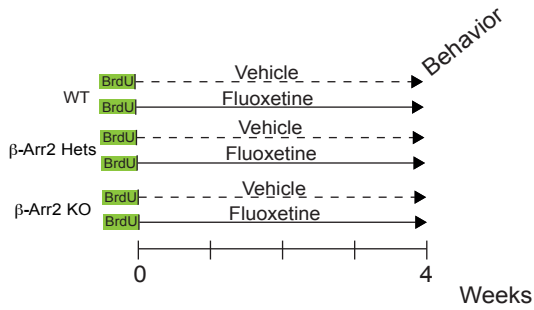 Behavior
BrdU Vehicle
WT
BrdU Fluoxetine
BrdU Vehicle
β-Arr2 Hets
BrdU Fluoxetine
BrdU Vehicle
β-Arr2 KO
BrdU Fluoxetine
0 4
Weeks